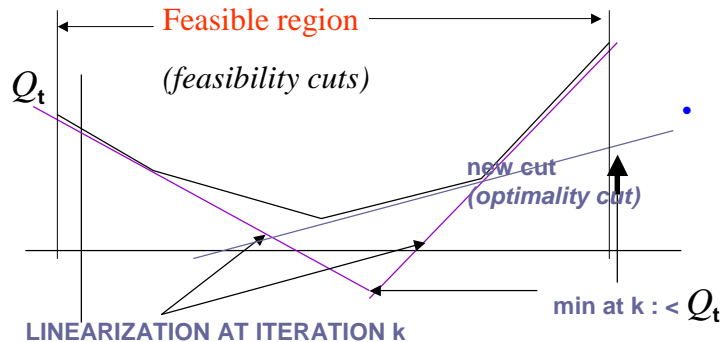 Feasible region
(feasibility cuts)
Qt
new cut
(optimality cut)
min at k : < Qt
LINEARIZATION AT ITERATION k